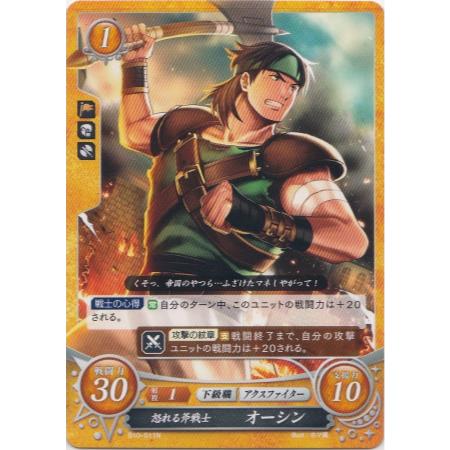 1
くそっ、帝国のやつら…ふざけたマネしやがって!
戦士の心得 常 自分のターン中、このユニットの戦闘力は+20
される。
攻撃の紋章 攻 戦闘終了まで、自分の攻撃
ユニットの戦闘力は+20される。
戦闘力 30
射程 1
下級職
アクスファイター
支援力 10
怒れる斧戦士 オーシン